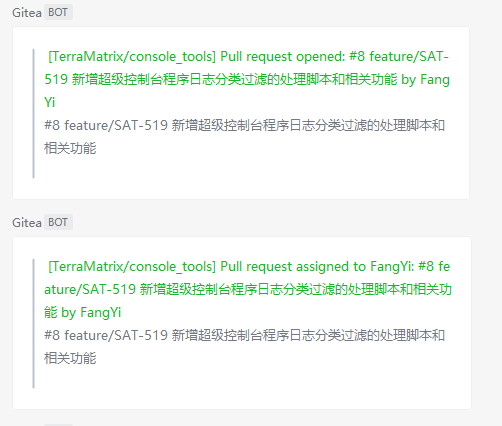 Gitea BOT
[TerraMatrix/console_tools] Pull request opened: #8 feature/SAT-
519 新增超级控制台程序日志分类过滤的处理脚本和相关功能 by Fang
Yi
#8 feature/SAT-519 新增超级控制台程序日志分类过滤的处理脚本和
相关功能
Gitea BOT
[TerraMatrix/console_tools] Pull request assigned to FangYi: #8 fe
ature/SAT-519 新增超级控制台程序日志分类过滤的处理脚本和相关功
能 by FangYi
#8 feature/SAT-519 新增超级控制台程序日志分类过滤的处理脚本和
相关功能